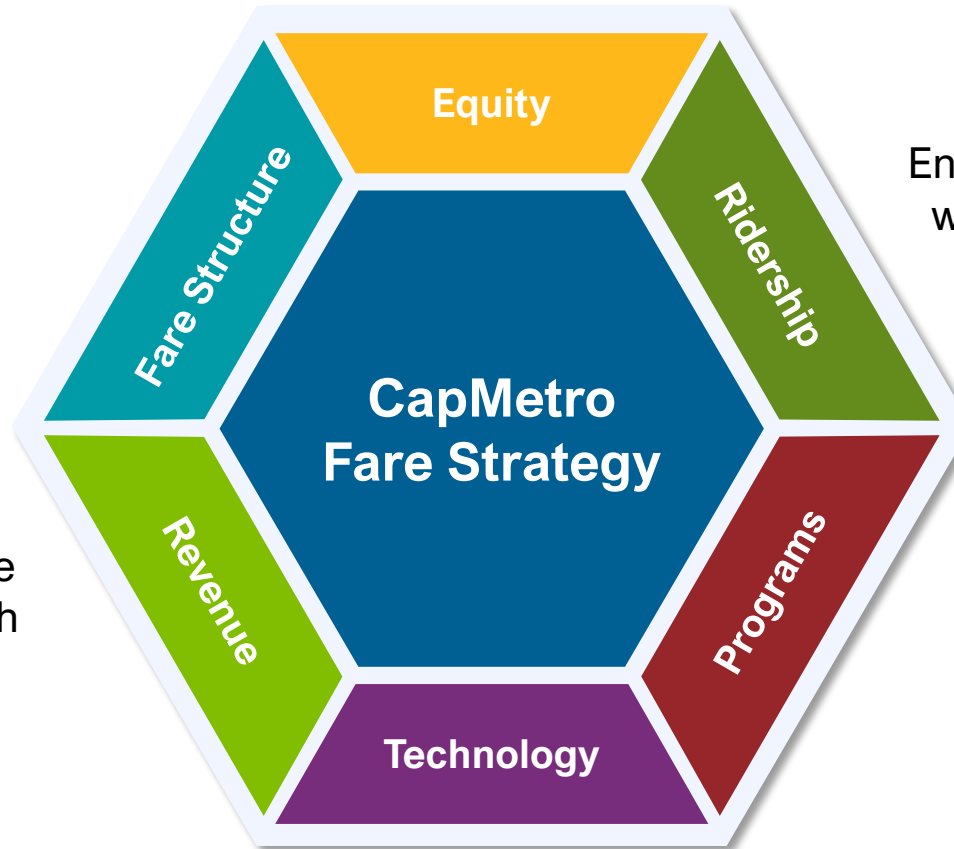 Equity
Fare Structure
Ridership
CapMetro
Fare Strategy
Revenue
Programs
Technology